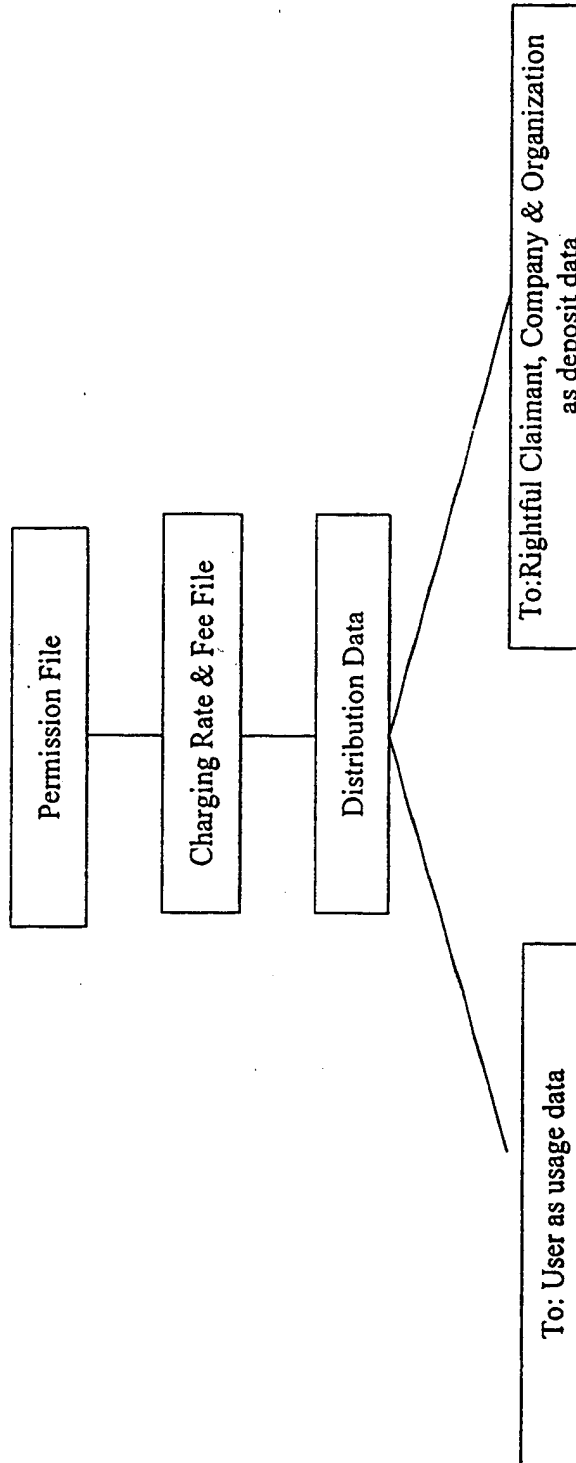 Permission File
Charging Rate & Fee File
Distribution Data
To: User as usage data
To:Rightful Claimant, Company & Organization
as deposit data